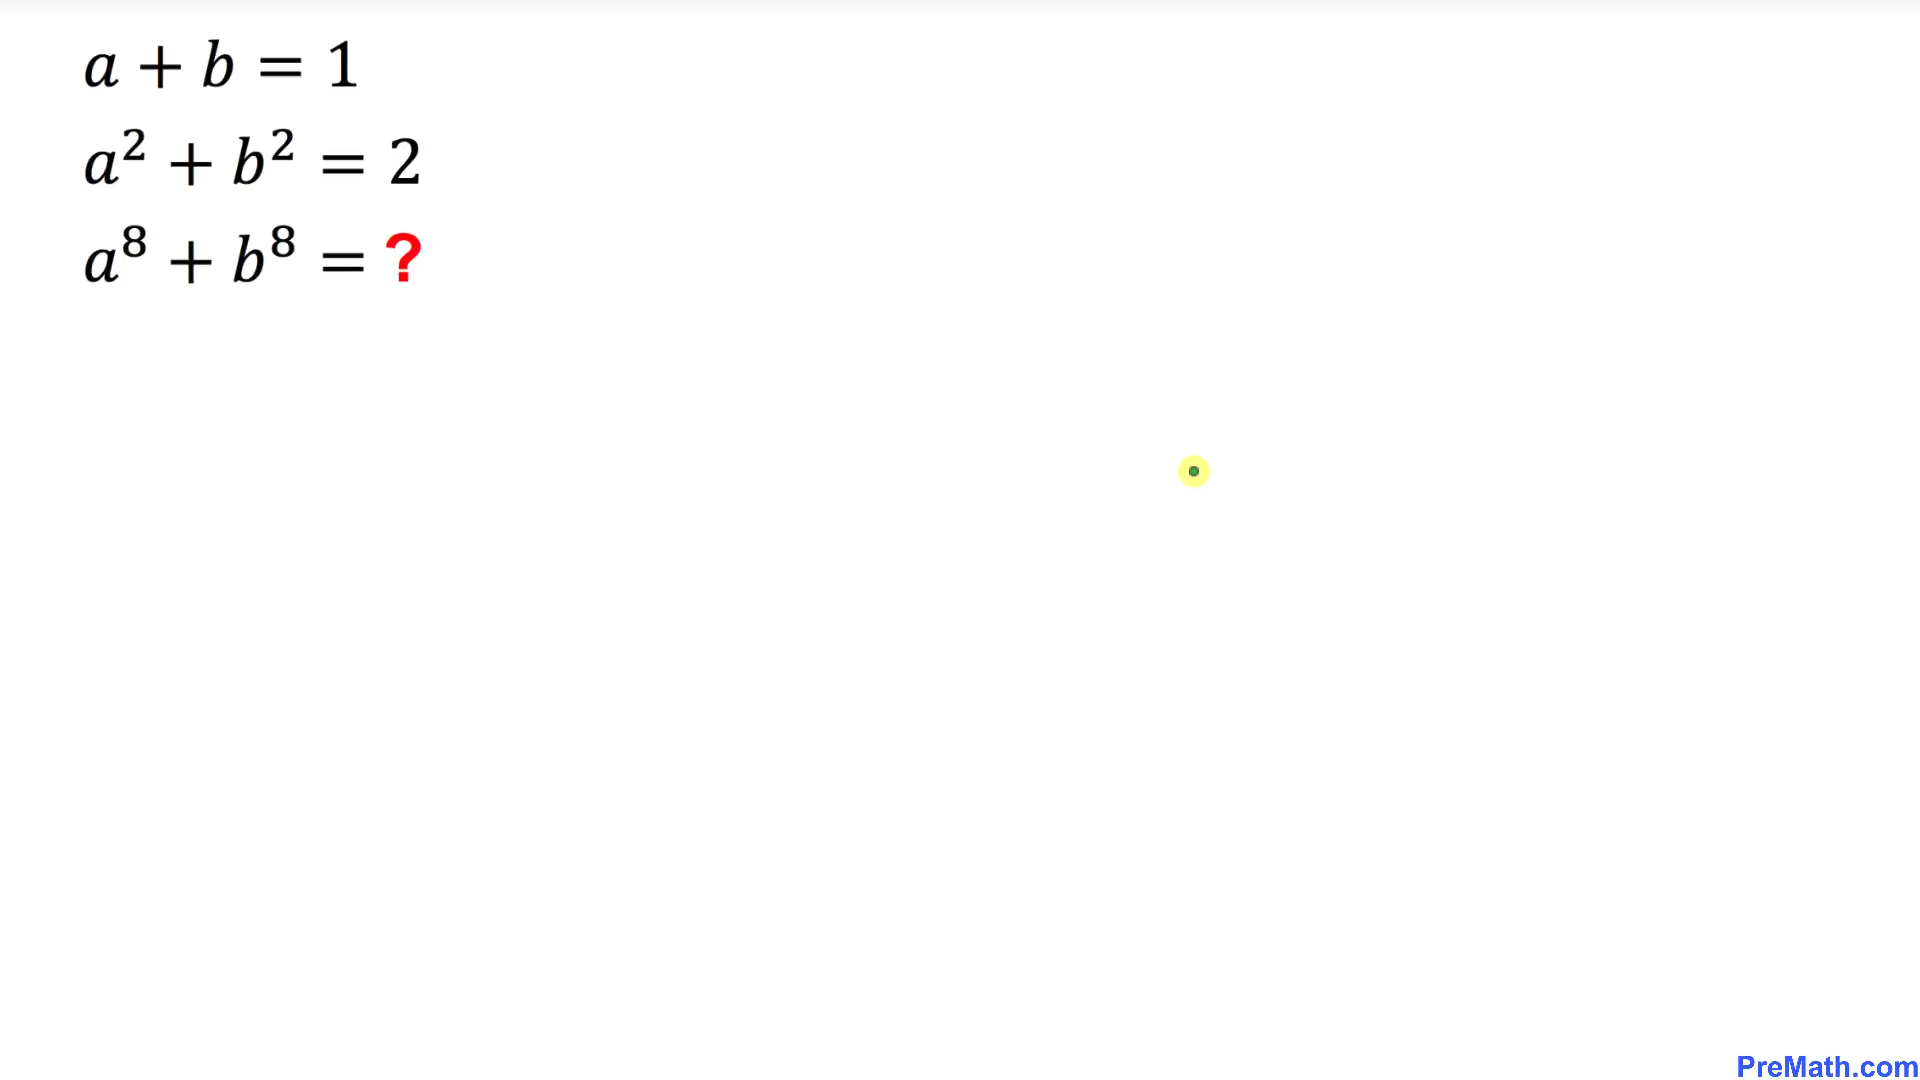 a + b = 1
a² + b² = 2
a⁸ + b⁸ = ?
PreMath.com